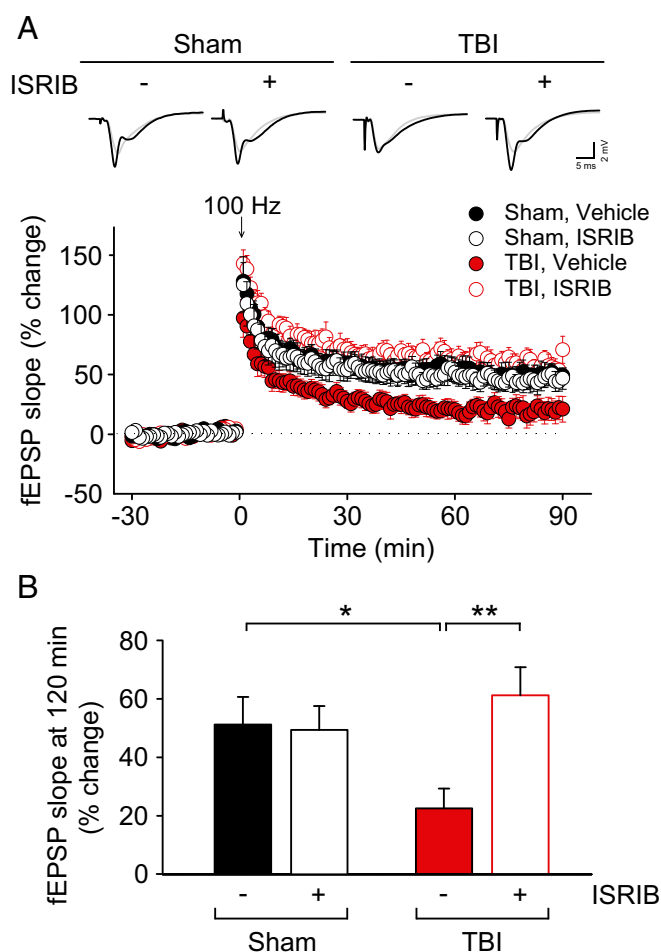 A
Sham TBI
ISRIB - + - +
5 ms
2 mV
100 Hz
Sham, Vehicle
Sham, ISRIB
TBI, Vehicle
TBI, ISRIB
fEPSP slope (% change)
150
100
50
0
-50
-30 0 30 60 90
Time (min)
B
* **
fEPSP slope at 120 min
(% change)
80
60
40
20
0
- + - + ISRIB
Sham TBI